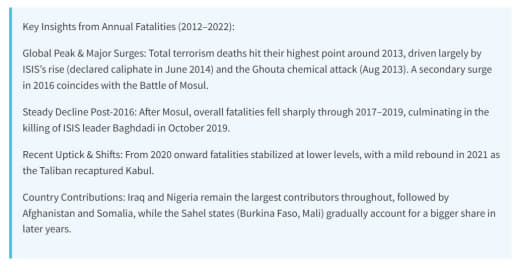 Key Insights from Annual Fatalities (2012–2022):
Global Peak & Major Surges: Total terrorism deaths hit their highest point around 2013, driven largely by
ISIS’s rise (declared caliphate in June 2014) and the Ghouta chemical attack (Aug 2013). A secondary surge
in 2016 coincides with the Battle of Mosul.
Steady Decline Post-2016: After Mosul, overall fatalities fell sharply through 2017–2019, culminating in the
killing of ISIS leader Baghdadi in October 2019.
Recent Uptick & Shifts: From 2020 onward fatalities stabilized at lower levels, with a mild rebound in 2021 as
the Taliban recaptured Kabul.
Country Contributions: Iraq and Nigeria remain the largest contributors throughout, followed by
Afghanistan and Somalia, while the Sahel states (Burkina Faso, Mali) gradually account for a bigger share in
later years.